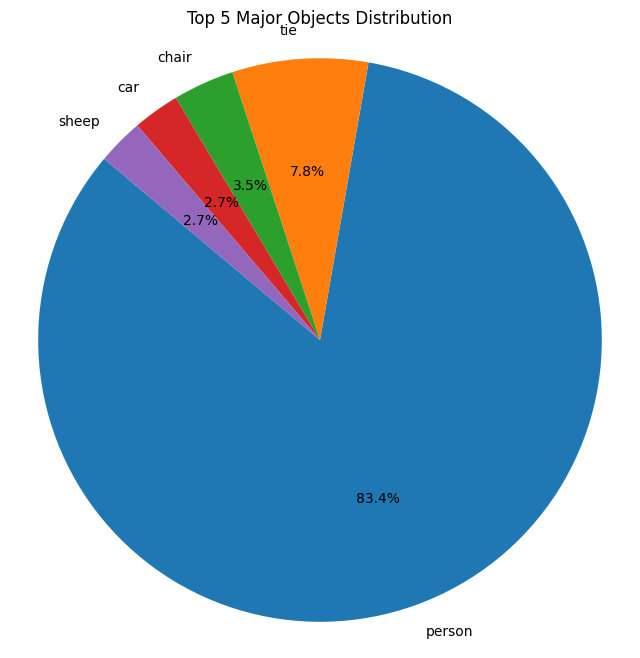 Top 5 Major Objects Distribution
tie
chair
car
sheep
7.8%
3.5%
2.7%
2.7%
83.4%
person